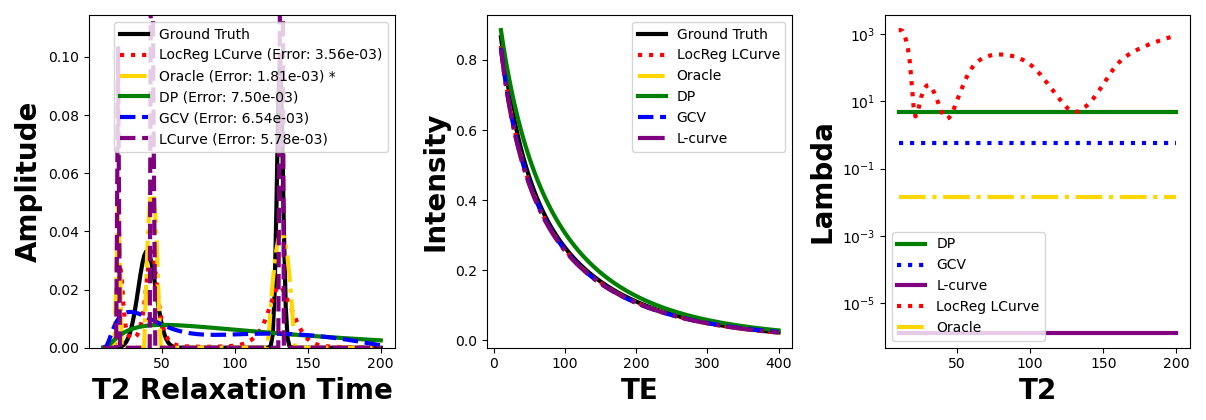 Amplitude
0.10
0.08
0.06
0.04
0.02
0.00
50
100
150
200
T2 Relaxation Time
Ground Truth
LocReg LCurve (Error: 3.56e-03)
Oracle (Error: 1.81e-03) *
DP (Error: 7.50e-03)
GCV (Error: 6.54e-03)
LCurve (Error: 5.78e-03)
Intensity
0.8
0.6
0.4
0.2
0.0
0
100
200
300
400
TE
Ground Truth
LocReg LCurve
Oracle
DP
GCV
L-curve
Lambda
10³
10¹
10⁻¹
10⁻³
10⁻⁵
50
100
150
200
T2
DP
GCV
L-curve
LocReg LCurve
Oracle